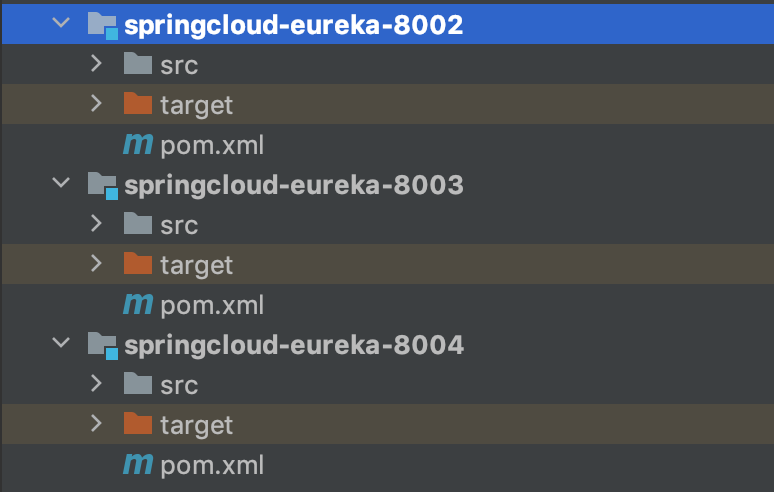 springcloud-eureka-8002
src
target
m pom.xml
springcloud-eureka-8003
src
target
m pom.xml
springcloud-eureka-8004
src
target
m pom.xml